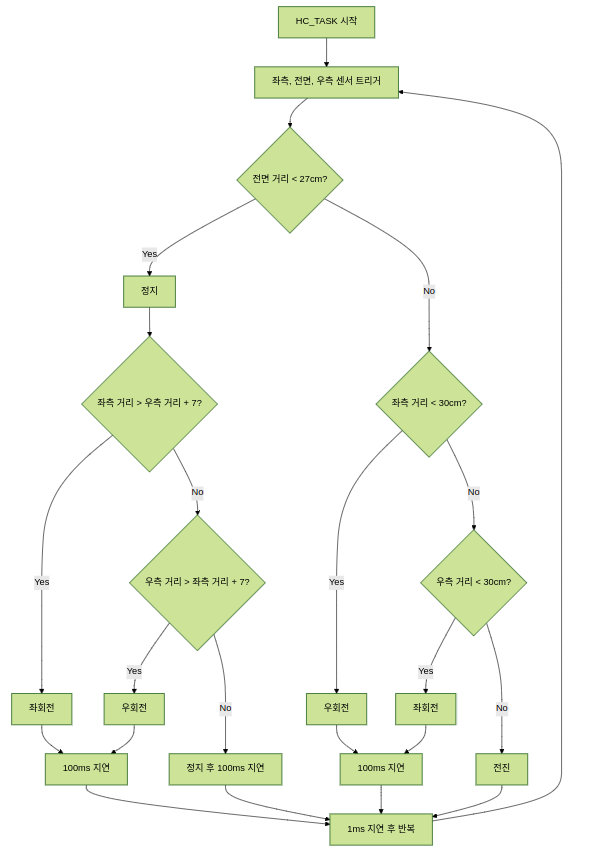 HC_TASK 시작
좌측, 전면, 우측 센서 트리거
전면 거리 < 27cm?
Yes
No
정지
좌측 거리 > 우측 거리 + 7?
좌측 거리 < 30cm?
No
No
Yes
우측 거리 > 좌측 거리 + 7?
Yes
우측 거리 < 30cm?
Yes
Yes
좌회전
우회전
No
우회전
좌회전
No
100ms 지연
정지 후 100ms 지연
100ms 지연
전진
1ms 지연 후 반복